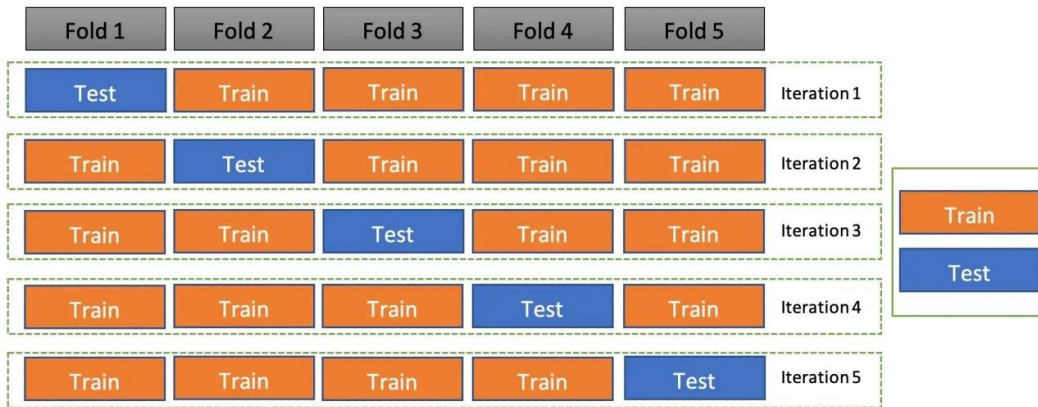 Fold 1 Fold 2 Fold 3 Fold 4 Fold 5
Test Train Train Train Train Iteration 1
Train Test Train Train Train Iteration 2
Train Train Test Train Train Iteration 3
Train Train Train Test Train Iteration 4
Train Train Train Train Test Iteration 5
Train
Test